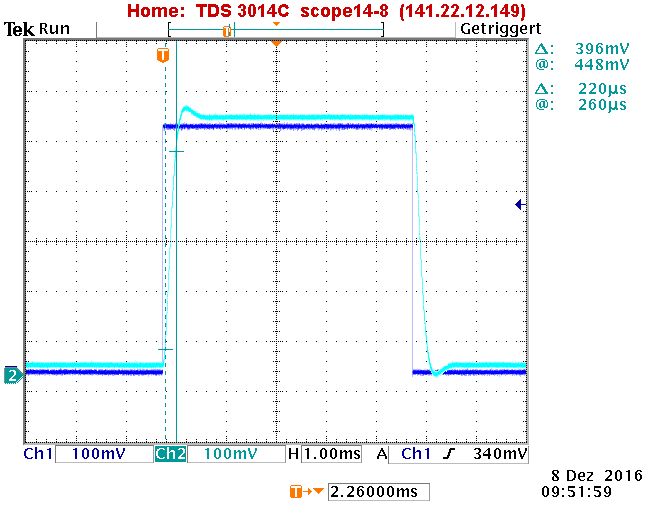 Home: TDS 3014C scope14-8 (141.22.12.149)
Tek Run Getriggert
T
T
Δ: 396mV
@: 448mV
Δ: 220µs
@: 260µs
2
Ch1 100mV Ch2 100mV H 1.00ms A Ch1 340mV
T 2.26000ms
8 Dez 2016
09:51:59